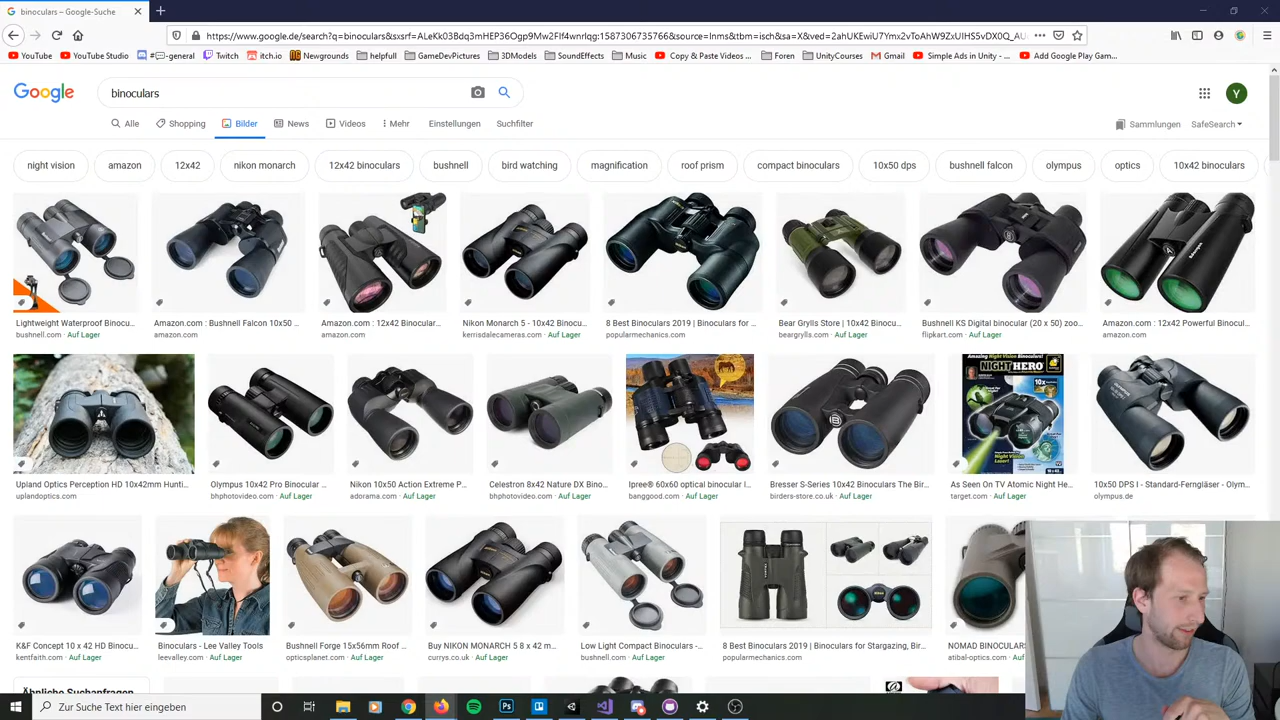 binoculars – Google-Suche
https://www.google.de/search?q=binoculars&sxsrf=ALeKk03Bdq3mHEP36Ogp9Mw2Flf4wnrlqg:1587306735766&source=lnms&tbm=isch&sa=X&ved=2ahUKEwiU7Ymx2vToAhW9ZxUIHS5vDX0Q_AU
YouTube YouTube Studio #💬-general Twitch itch.io Newgrounds helpfull GameDevPictures 3DModels SoundEffects Music Copy & Paste Videos ... Foren UnityCourses Gmail Simple Ads in Unity -... Add Google Play Gam...
Google
binoculars
Y
Alle Shopping Bilder News Videos Mehr Einstellungen Suchfilter Sammlungen SafeSearch
night vision amazon 12x42 nikon monarch 12x42 binoculars bushnell bird watching magnification roof prism compact binoculars 10x50 dps bushnell falcon olympus optics 10x42 binoculars
Lightweight Waterproof Binocu... Amazon.com : Bushnell Falcon 10x50 ... Amazon.com : 12x42 Binocular... Nikon Monarch 5 - 10x42 Binocu... 8 Best Binoculars 2019 | Binoculars for ... Bear Grylls Store | 10x42 Binocu... Bushnell KS Digital binocular (20 x 50) zoo... Amazon.com : 12x42 Powerful Binocul...
bushnell.com · Auf Lager amazon.com · Auf Lager amazon.com kerrisdalecameras.com · Auf Lager popularmechanics.com beargrylls.com · Auf Lager flipkart.com · Auf Lager amazon.com
NIGHT HERO
Upland Optics Perception HD 10x42mm Hunti... Olympus 10x42 Pro Binocular ... Nikon 10x50 Action Extreme P... Celestron 8x42 Nature DX Bino... Ipree® 60x60 optical binocular l... Bresser S-Series 10x42 Binoculars The Bir... As Seen On TV Atomic Night He... 10x50 DPS I - Standard-Ferngläser - Olym...
uplandoptics.com bhphotovideo.com · Auf Lager adorama.com · Auf Lager bhphotovideo.com · Auf Lager banggood.com · Auf Lager birders-store.co.uk · Auf Lager target.com · Auf Lager olympus.de
K&F Concept 10 x 42 HD Binocu... Binoculars - Lee Valley Tools Bushnell Forge 15x56mm Roof ... Buy NIKON MONARCH 5 8 x 42 m... Low Light Compact Binoculars -... 8 Best Binoculars 2019 | Binoculars for Stargazing, Bir... NOMAD BINOCULARS
kentfaith.com · Auf Lager leevalley.com · Auf Lager opticsplanet.com · Auf Lager currys.co.uk · Auf Lager bushnell.com · Auf Lager popularmechanics.com atibal-optics.com · Auf
Ähnliche Suchanfragen
Zur Suche Text hier eingeben